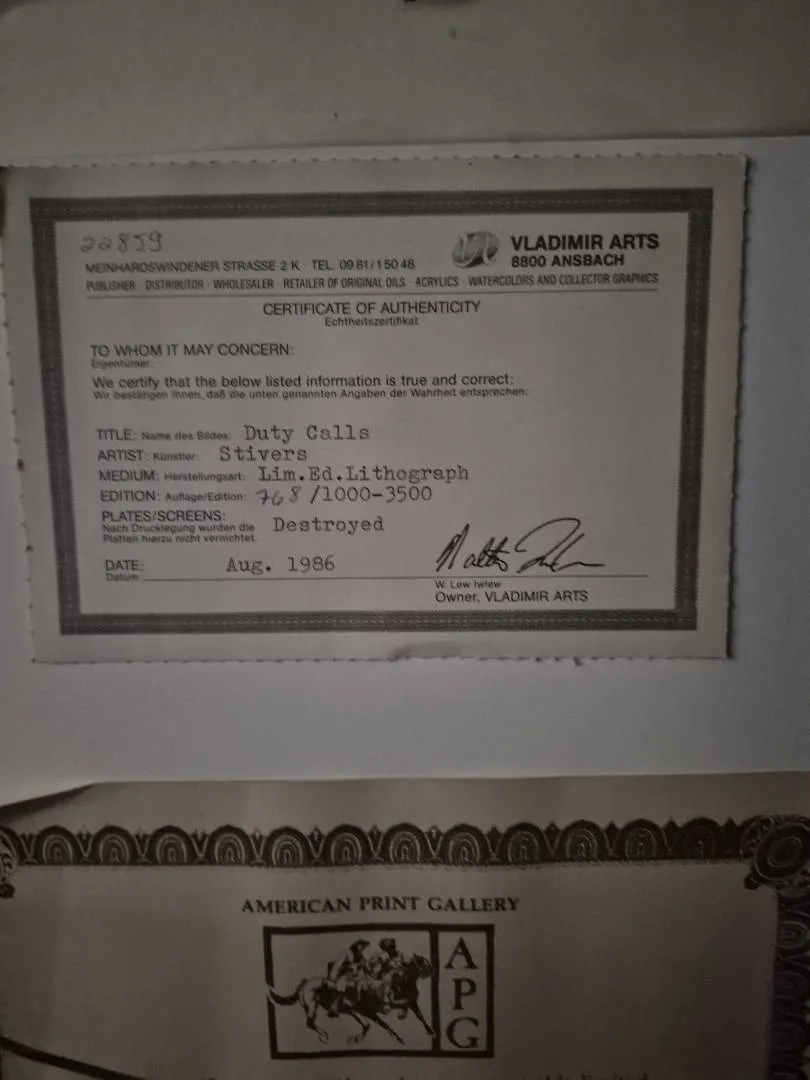 22859
VLADIMIR ARTS
8800 ANSBACH
MEINHARDSWINDENER STRASSE 2 K · TEL. 09 81 / 1 50 48
PUBLISHER · DISTRIBUTOR · WHOLESALER · RETAILER OF ORIGINAL OILS · ACRYLICS · WATERCOLORS AND COLLECTOR GRAPHICS
CERTIFICATE OF AUTHENTICITY
Echtheitszertifikat
TO WHOM IT MAY CONCERN:
Eigentümer:
We certify that the below listed information is true and correct:
Wir bestätigen Ihnen, daß die unten genannten Angaben der Wahrheit entsprechen:
TITLE: Name des Bildes: Duty Calls
ARTIST: Künstler: Stivers
MEDIUM: Herstellungsart: Lim.Ed.Lithograph
EDITION: Auflage/Edition: 768/1000-3500
PLATES/SCREENS:
Nach Drucklegung wurden die
Platten hierzu nicht vernichtet.
Destroyed
DATE: Aug. 1986
Datum:
W. Lew Iwlew
Owner, VLADIMIR ARTS
AMERICAN PRINT GALLERY
APG